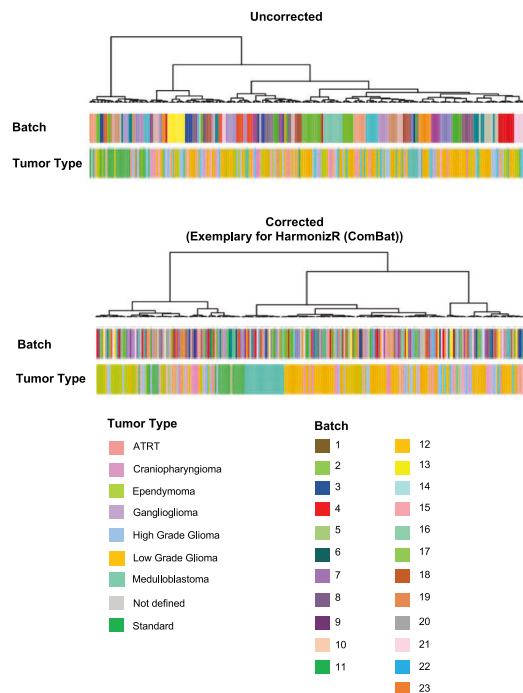 Uncorrected
Batch
Tumor Type
Corrected
(Exemplary for HarmonizR (ComBat))
Batch
Tumor Type
Tumor Type
ATRT
Craniopharyngioma
Ependymoma
Ganglioglioma
High Grade Glioma
Low Grade Glioma
Medulloblastoma
Not defined
Standard
Batch
1
2
3
4
5
6
7
8
9
10
11
12
13
14
15
16
17
18
19
20
21
22
23